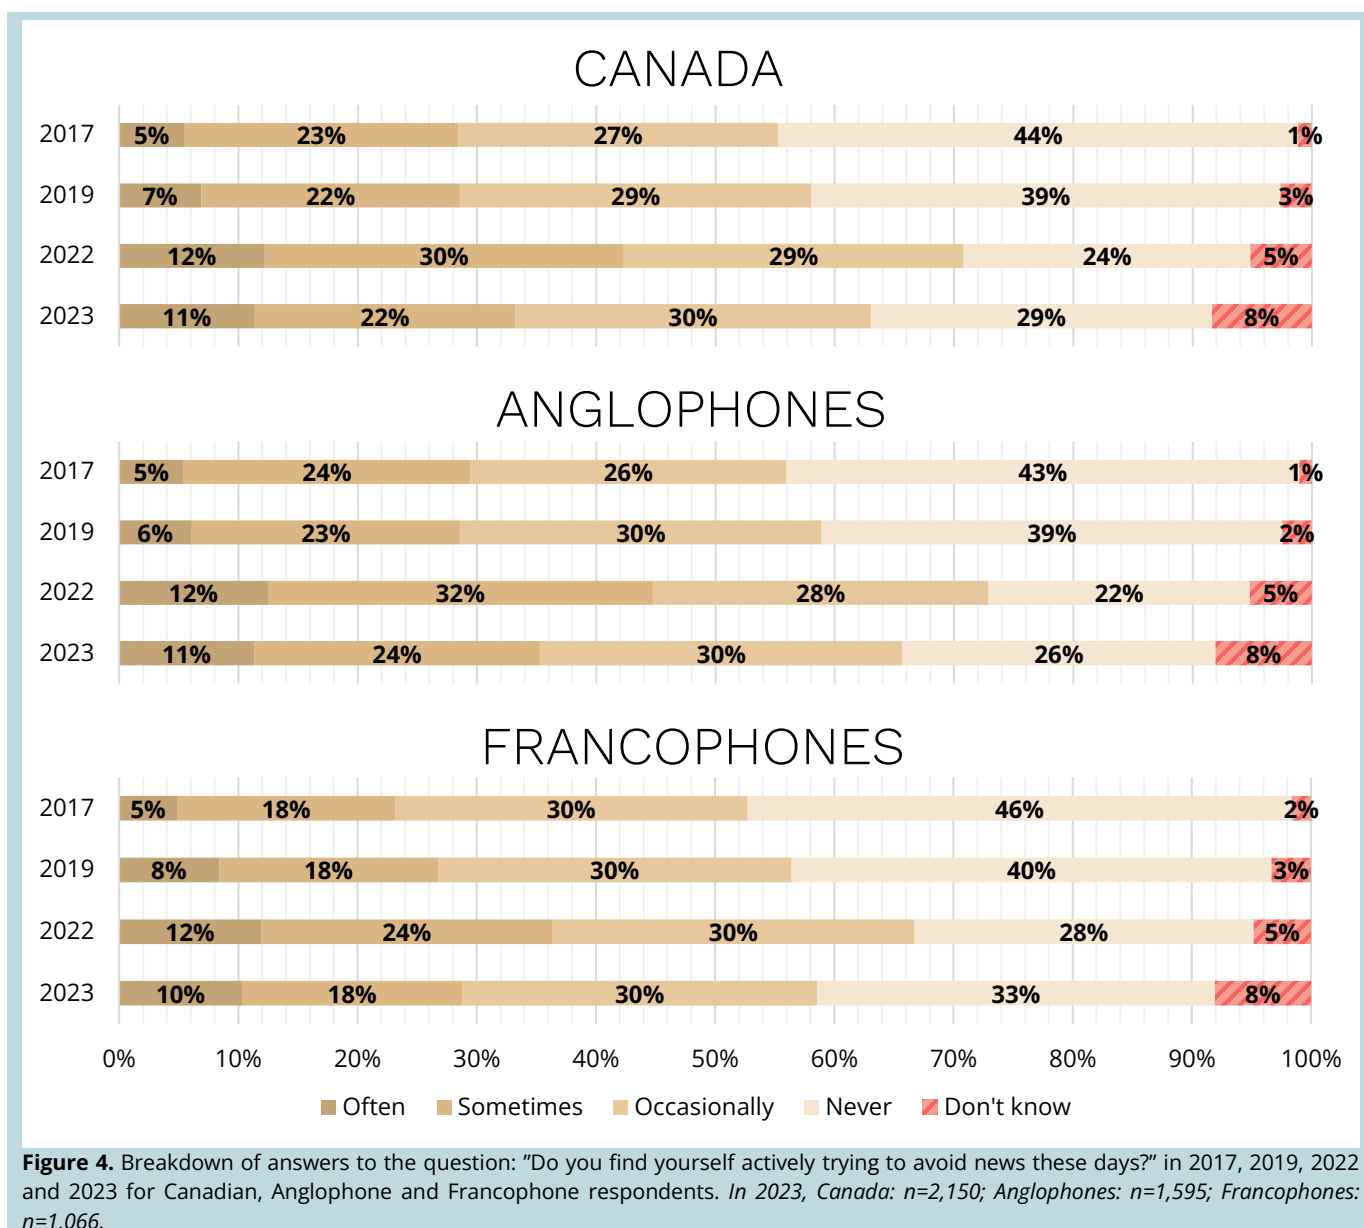 CANADA
2017 5% 23% 27% 44% 1%
2019 7% 22% 29% 39% 3%
2022 12% 30% 29% 24% 5%
2023 11% 22% 30% 29% 8%
ANGLOPHONES
2017 5% 24% 26% 43% 1%
2019 6% 23% 30% 39% 2%
2022 12% 32% 28% 22% 5%
2023 11% 24% 30% 26% 8%
FRANCOPHONES
2017 5% 18% 30% 46% 2%
2019 8% 18% 30% 40% 3%
2022 12% 24% 30% 28% 5%
2023 10% 18% 30% 33% 8%
0% 10% 20% 30% 40% 50% 60% 70% 80% 90% 100%
Often Sometimes Occasionally Never Don't know
Figure 4. Breakdown of answers to the question: ”Do you find yourself actively trying to avoid news these days?” in 2017, 2019, 2022
and 2023 for Canadian, Anglophone and Francophone respondents. In 2023, Canada: n=2,150; Anglophones: n=1,595; Francophones:
n=1,066.